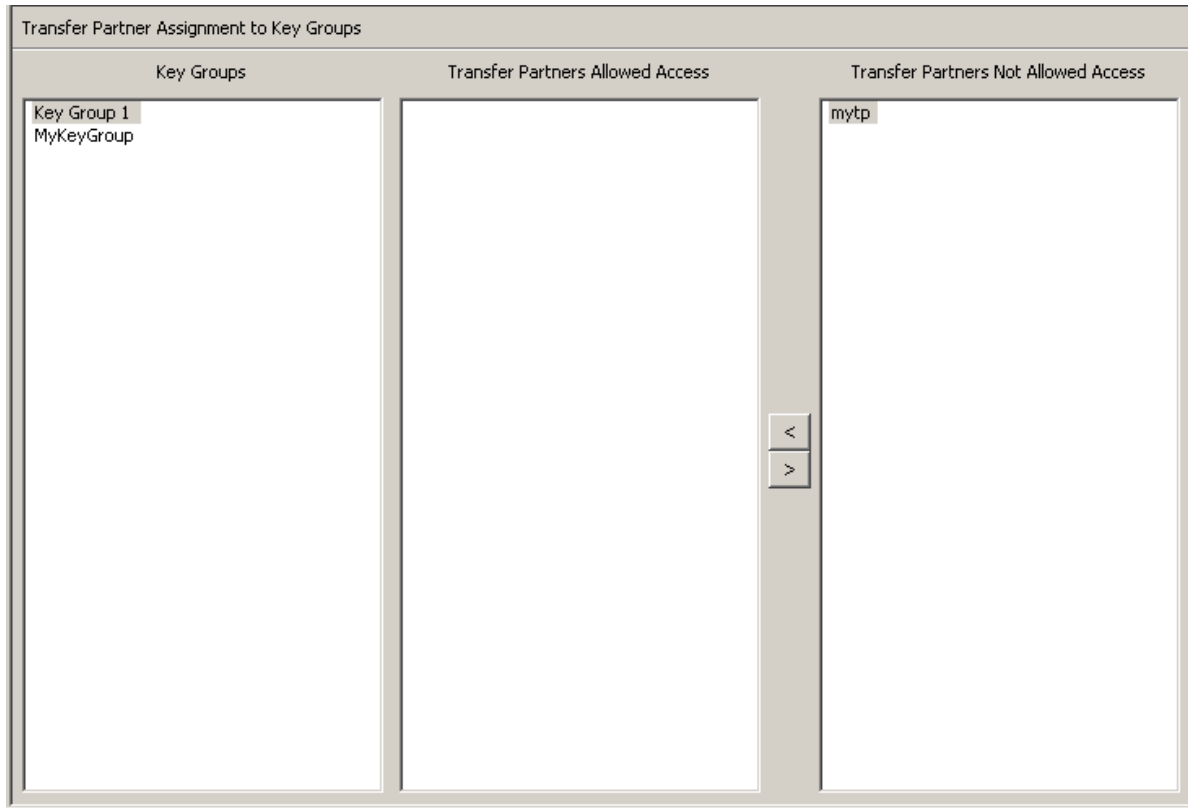 Transfer Partner Assignment to Key Groups
Key Groups
Transfer Partners Allowed Access
Transfer Partners Not Allowed Access
Key Group 1
MyKeyGroup
mytp
<
>